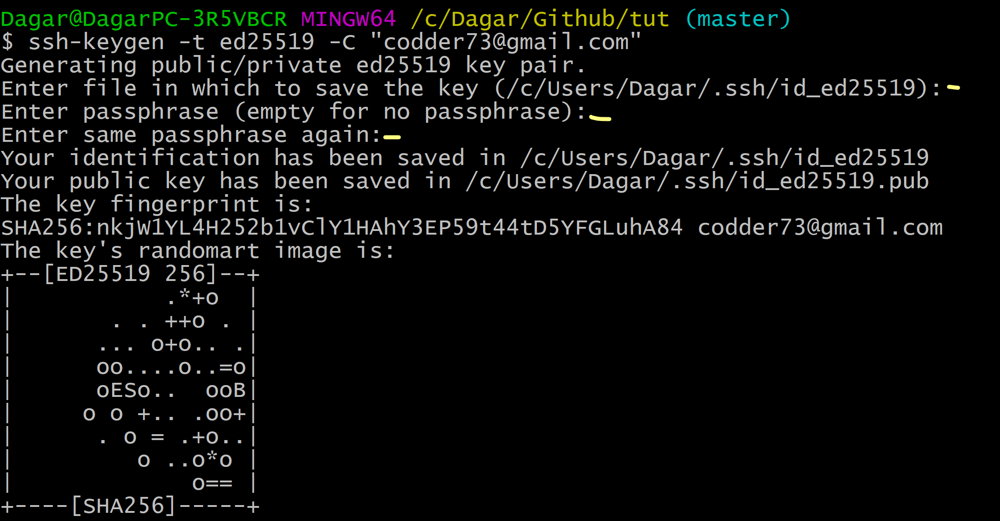 Dagar@DagarPC-3R5VBCR MINGW64 /c/Dagar/Github/tut (master)
$ ssh-keygen -t ed25519 -C "codder73@gmail.com"
Generating public/private ed25519 key pair.
Enter file in which to save the key (/c/Users/Dagar/.ssh/id_ed25519):
Enter passphrase (empty for no passphrase):
Enter same passphrase again:
Your identification has been saved in /c/Users/Dagar/.ssh/id_ed25519
Your public key has been saved in /c/Users/Dagar/.ssh/id_ed25519.pub
The key fingerprint is:
SHA256:nkjW1YL4H252b1vClY1HAhY3EP59t44tD5YFGLuhA84 codder73@gmail.com
The key's randomart image is:
+--[ED25519 256]--+
|           .*+o  |
|       . . ++o . |
|      ... o+o.. .|
|      oo....o..=o|
|      oESo..  ooB|
|     o o +.. .oo+|
|      . o = .+o..|
|         o ..o*o |
|             o== |
+----[SHA256]-----+